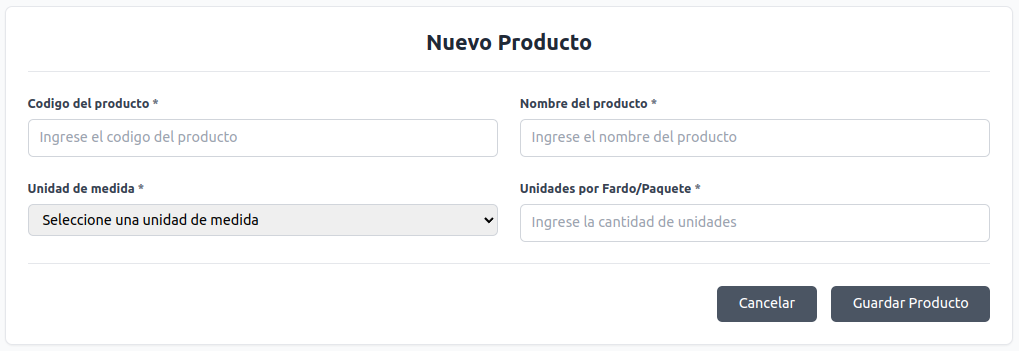 Nuevo Producto
Codigo del producto *
Nombre del producto *
Ingrese el codigo del producto
Ingrese el nombre del producto
Unidad de medida *
Unidades por Fardo/Paquete *
Seleccione una unidad de medida
Ingrese la cantidad de unidades
Cancelar
Guardar Producto